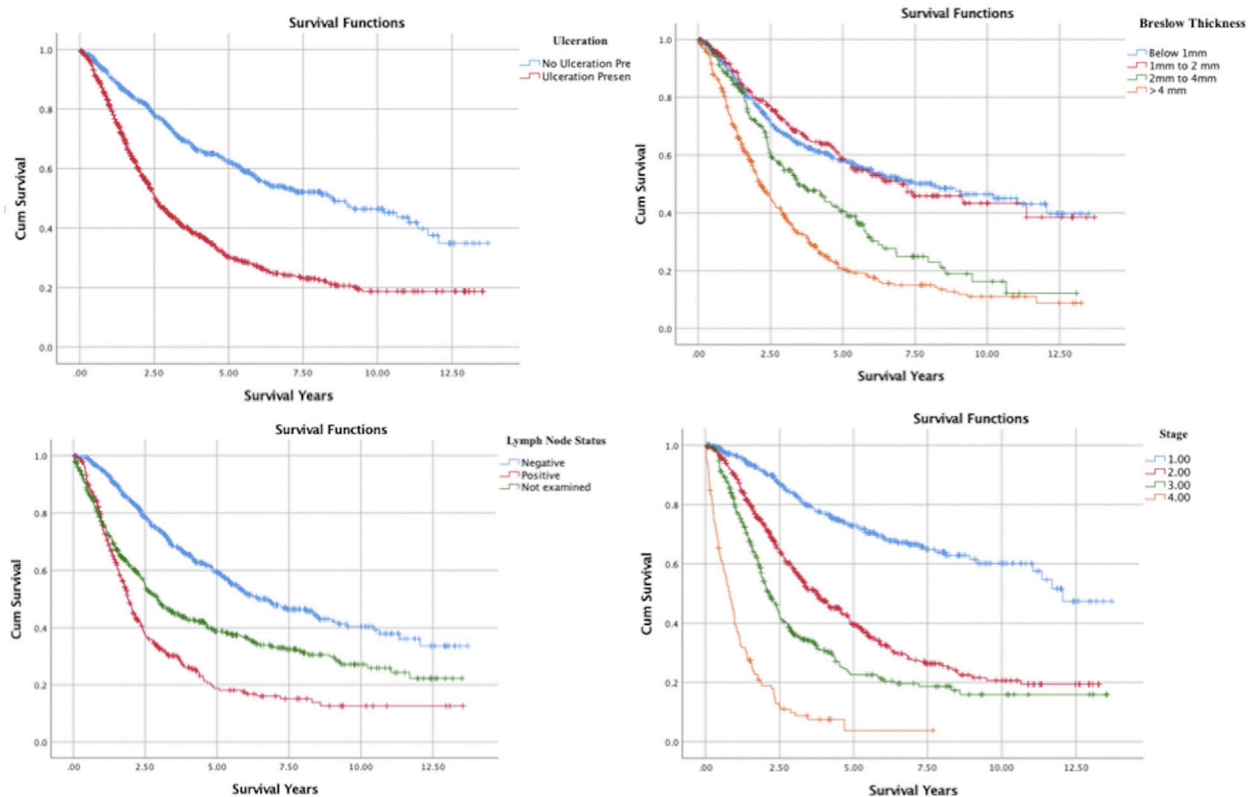 Survival Functions
Ulceration
No Ulceration Pre
Ulceration Presen
Cum Survival
1.0
0.8
0.6
0.4
0.2
0.0
.00 2.50 5.00 7.50 10.00 12.50
Survival Years
Survival Functions
Breslow Thickness
Below 1mm
1mm to 2 mm
2mm to 4mm
>4 mm
Cum Survival
1.0
0.8
0.6
0.4
0.2
0.0
.00 2.50 5.00 7.50 10.00 12.50
Survival Years
Survival Functions
Lymph Node Status
Negative
Positive
Not examined
Cum Survival
1.0
0.8
0.6
0.4
0.2
0.0
.00 2.50 5.00 7.50 10.00 12.50
Survival Years
Survival Functions
Stage
1.00
2.00
3.00
4.00
Cum Survival
1.0
0.8
0.6
0.4
0.2
0.0
.00 2.50 5.00 7.50 10.00 12.50
Survival Years